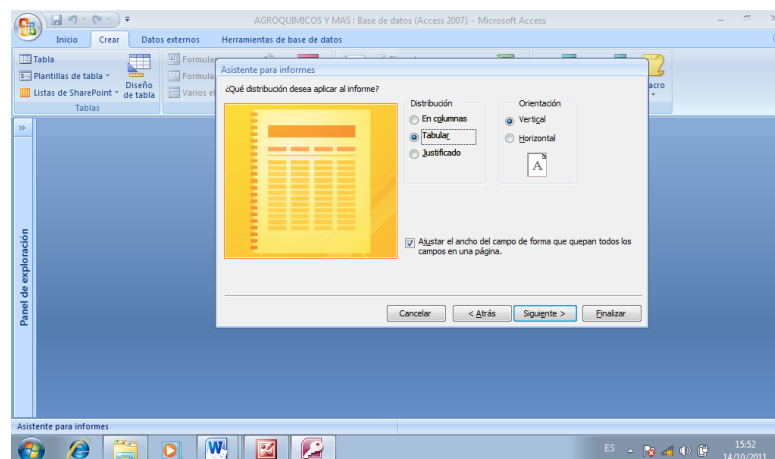 AGROQUIMICOS Y MAS : Base de datos (Access 2007) - Microsoft Access
Inicio Crear Datos externos Herramientas de base de datos
Tabla
Plantillas de tabla
Listas de SharePoint
Diseño de tabla
Tablas
Formula
Formula
Varios el
acro
Asistente para informes
¿Qué distribución desea aplicar al informe?
Distribución
En columnas
Tabular
Justificado
Orientación
Vertical
Horizontal
A
Ajustar el ancho del campo de forma que quepan todos los
campos en una página.
Cancelar < Atrás Siguiente > Finalizar
Panel de exploración
Asistente para informes
ES 15:52
14/10/2011